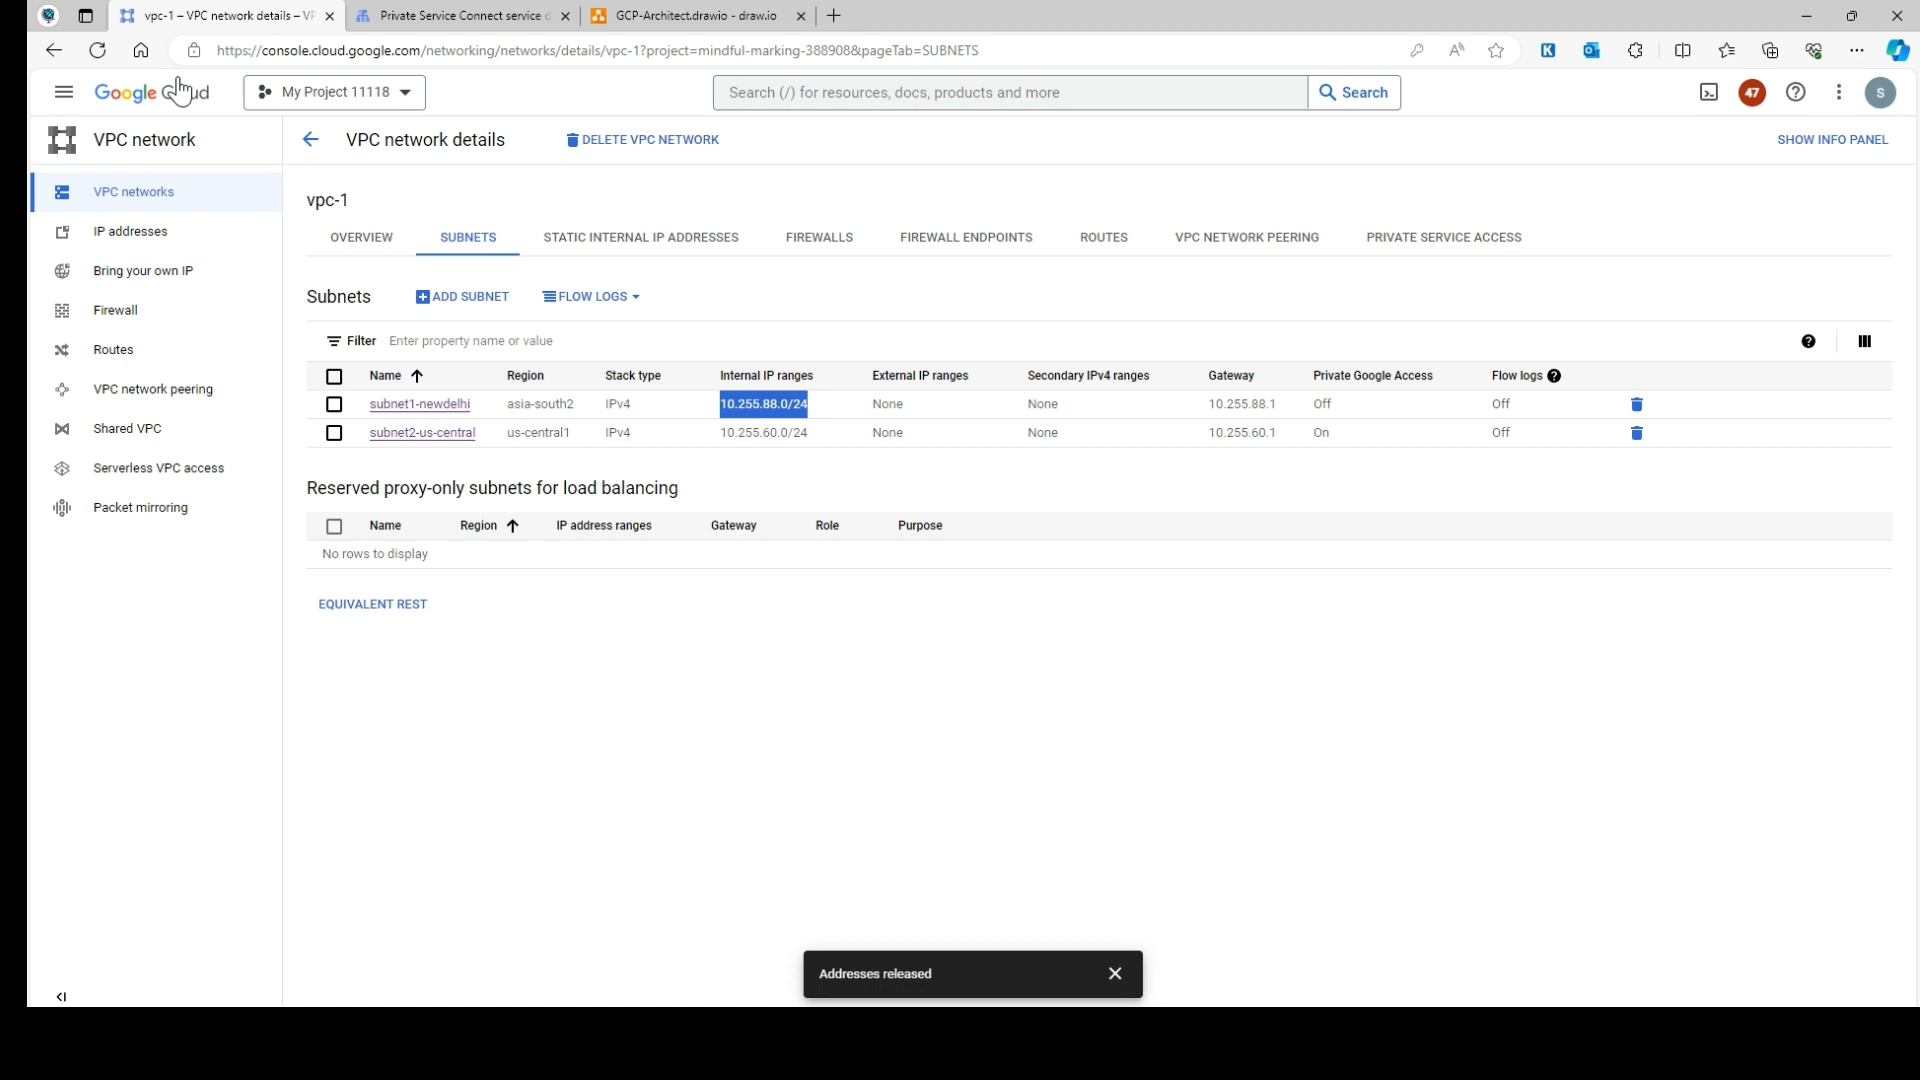 vpc-1 – VPC network details – VP
Private Service Connect service d
GCP-Architect.drawio - draw.io
https://console.cloud.google.com/networking/networks/details/vpc-1?project=mindful-marking-388908&pageTab=SUBNETS
My Project 11118
Search (/) for resources, docs, products and more
Search
47
S
VPC network
VPC network details
DELETE VPC NETWORK
SHOW INFO PANEL
VPC networks
IP addresses
Bring your own IP
Firewall
Routes
VPC network peering
Shared VPC
Serverless VPC access
Packet mirroring
vpc-1
OVERVIEW SUBNETS STATIC INTERNAL IP ADDRESSES FIREWALLS FIREWALL ENDPOINTS ROUTES VPC NETWORK PEERING PRIVATE SERVICE ACCESS
Subnets ADD SUBNET FLOW LOGS
Filter Enter property name or value
Name Region Stack type Internal IP ranges External IP ranges Secondary IPv4 ranges Gateway Private Google Access Flow logs
subnet1-newdelhi asia-south2 IPv4 10.255.88.0/24 None None 10.255.88.1 Off Off
subnet2-us-central us-central1 IPv4 10.255.60.0/24 None None 10.255.60.1 On Off
Reserved proxy-only subnets for load balancing
Name Region IP address ranges Gateway Role Purpose
No rows to display
EQUIVALENT REST
Addresses released